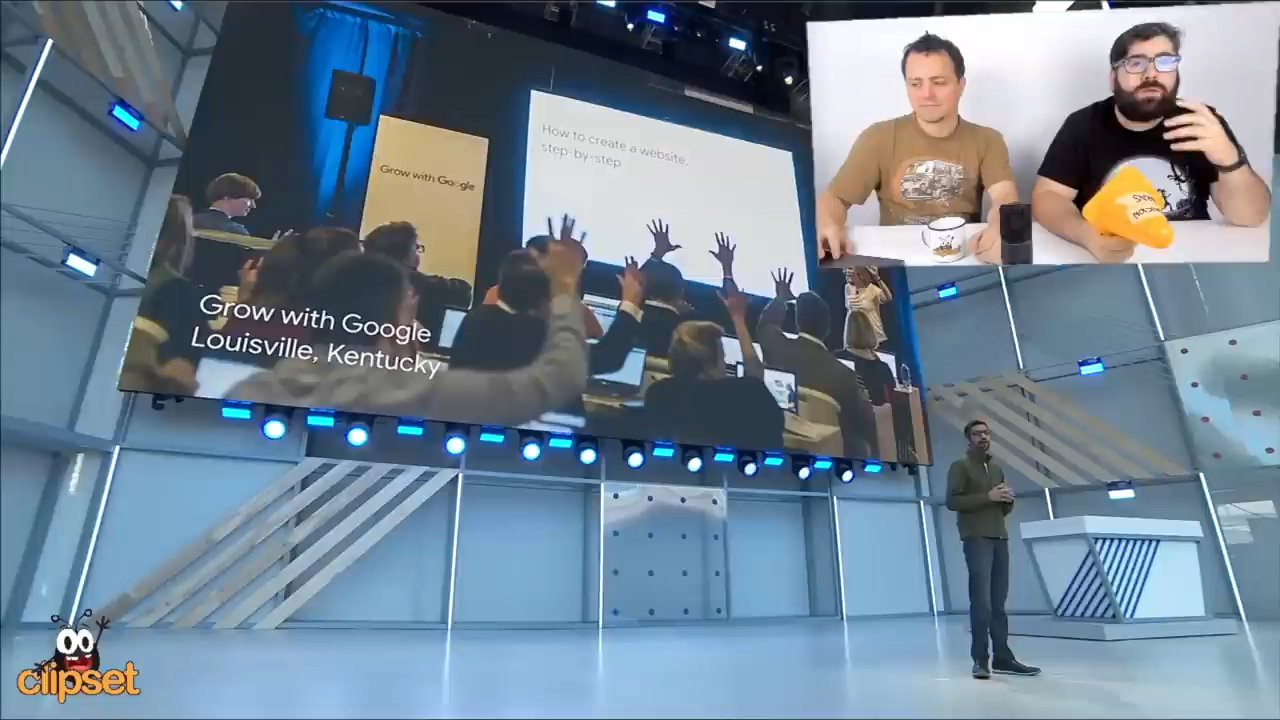 Grow with Google
How to create a website,
step-by-step
Grow with Google
Louisville, Kentucky
clipset